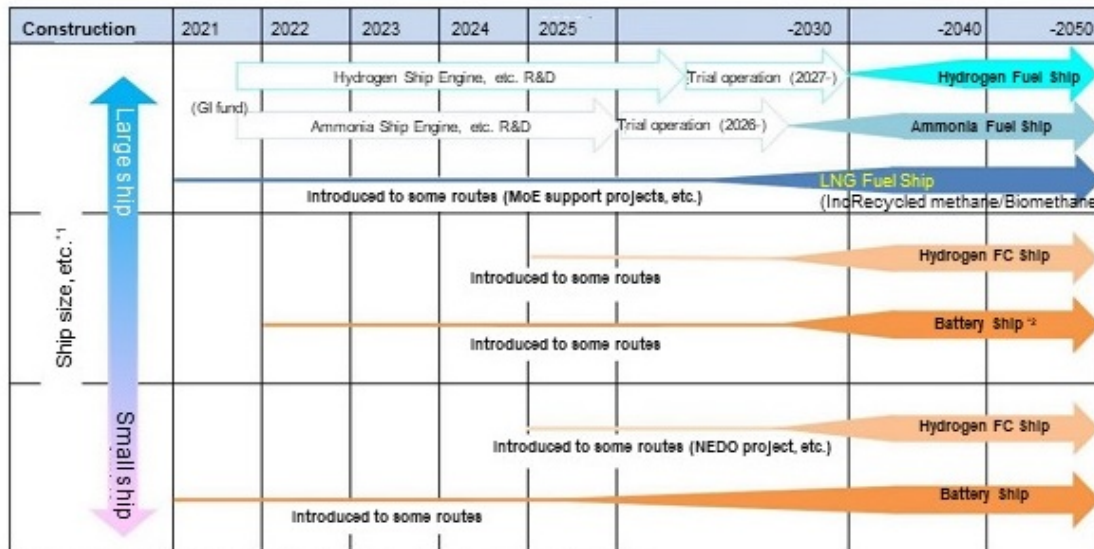 Construction 2021 2022 2023 2024 2025 -2030 -2040 -2050
Large ship
Ship size, etc.*1
Small ship
Hydrogen Ship Engine, etc. R&D Trial operation (2027-) Hydrogen Fuel Ship
(GI fund)
Ammonia Ship Engine, etc. R&D Trial operation (2026-) Ammonia Fuel Ship
LNG Fuel Ship
Introduced to some routes (MoE support projects, etc.)
(IncRecycled methane/Biomethane
Hydrogen FC Ship
Introduced to some routes
Battery Ship *2
Introduced to some routes
Hydrogen FC Ship
Introduced to some routes (NEDO project, etc.)
Battery Ship
Introduced to some routes